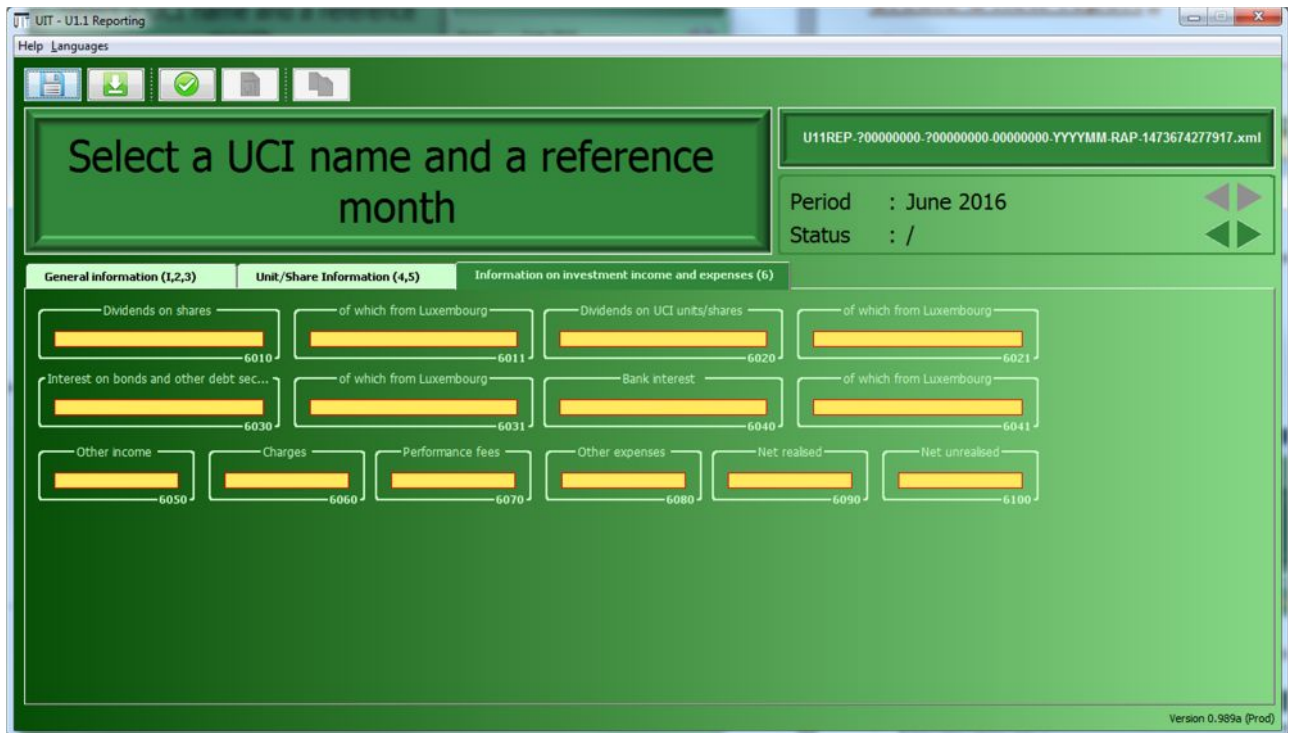 UIT - U1.1 Reporting
Help Languages
Select a UCI name and a reference
month
U11REP-?00000000-?00000000-00000000-YYYYMM-RAP-1473674277917.xml
Period : June 2016
Status : /
General information (I,2,3) Unit/Share Information (4,5) Information on investment income and expenses (6)
Dividends on shares of which from Luxembourg Dividends on UCI units/shares of which from Luxembourg
6010 6011 6020 6021
Interest on bonds and other debt sec... of which from Luxembourg Bank interest of which from Luxembourg
6030 6031 6040 6041
Other income Charges Performance fees Other expenses Net realised Net unrealised
6050 6060 6070 6080 6090 6100
Version 0.989a (Prod)